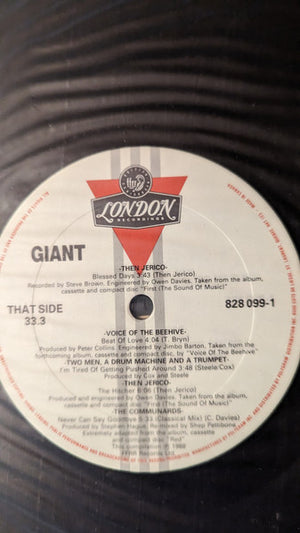 LONDON
RECORDINGS
GIANT
-THEN JERICO-
Blessed Days 3:43 (Then Jerico)
Recorded by Steve Brown. Engineered by Owen Davies. Taken from the album,
cassette and compact disc "First (The Sound Of Music)"
THAT SIDE
33.3
828 099-1
-VOICE OF THE BEEHIVE-
Beat Of Love 4:04 (T. Bryn)
Produced by Peter Collins. Engineered by Jimbo Barton. Taken from the
forthcoming album, cassette and compact disc, by "Voice Of The Beehive"
-TWO MEN, A DRUM MACHINE AND A TRUMPET-
I'm Tired Of Getting Pushed Around 3:48 (Steele/Cox)
Produced by Cox and Steele
-THEN JERICO-
The Hitcher 6:06 (Then Jerico)
Produced and engineered by Owen Davies. Taken from the album,
cassette and compact disc "First (The Sound Of Music)"
-THE COMMUNARDS-
Never Can Say Goodbye 5:33 (Classical Mix) (C. Davies)
Produced by Stephen Hague. Remixed by Shep Pettibone
Extremely adapted from the album, cassette
and compact disc "Red"
This compilation ℗ 1988
FFRR Records Ltd.